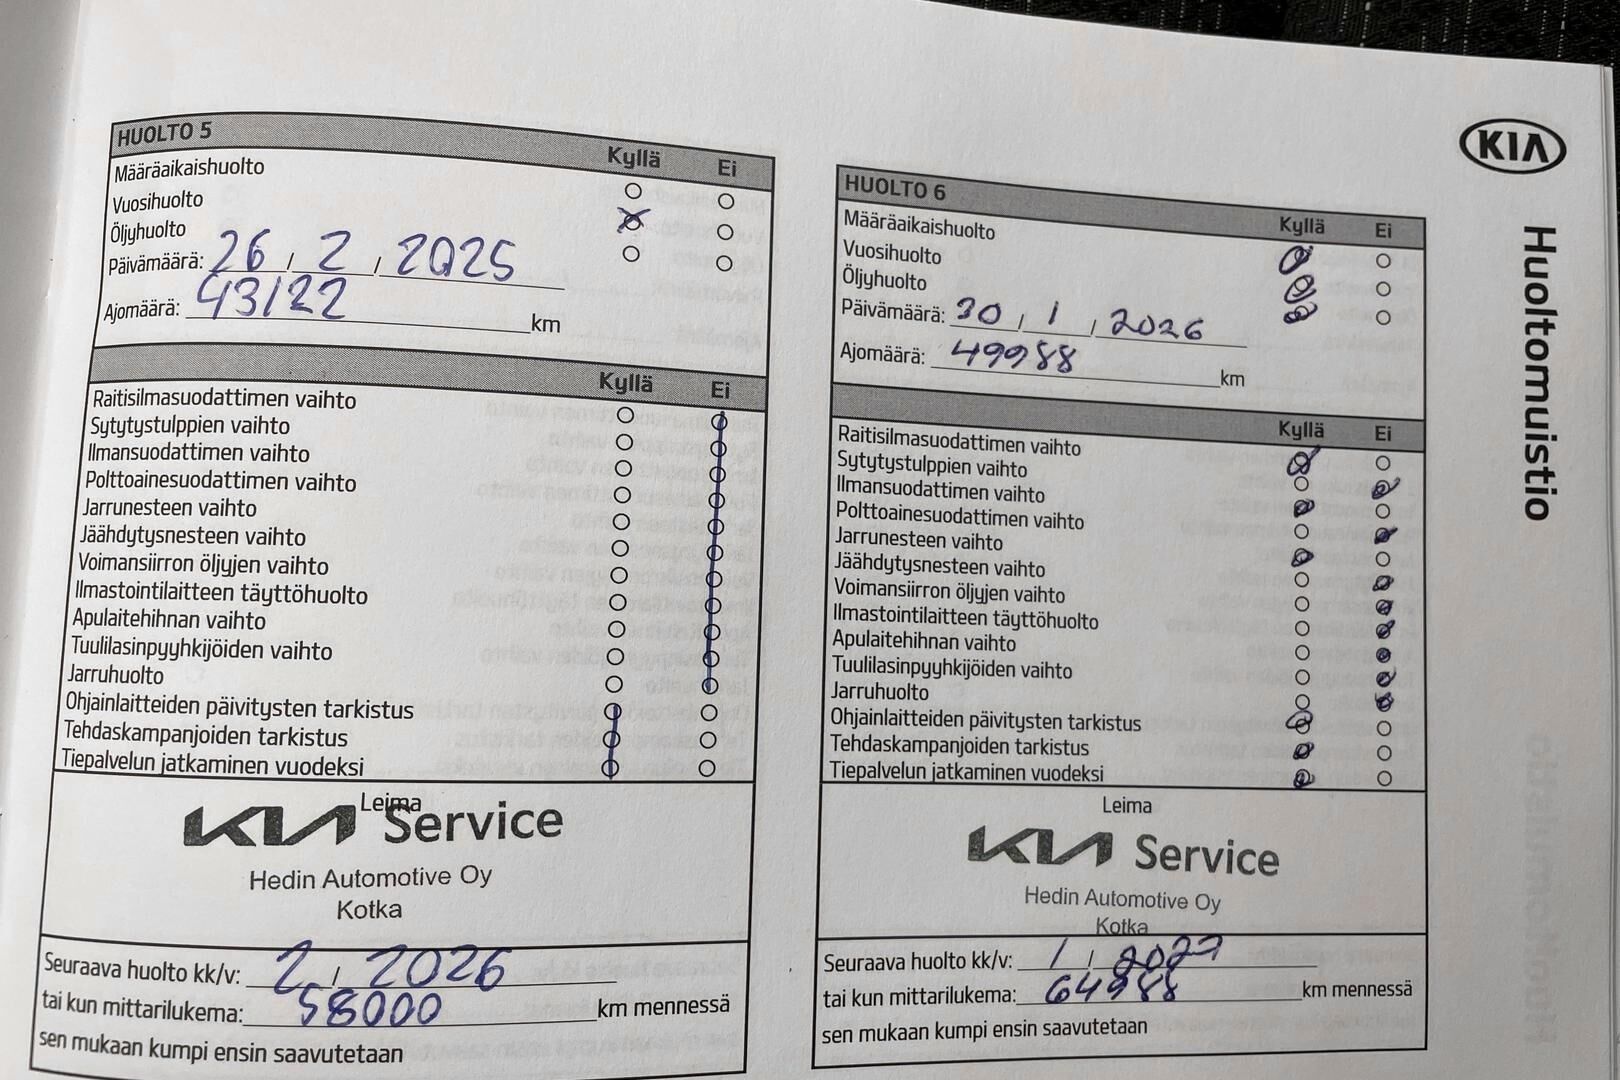 HUOLTO 5
Kyllä Ei
Määräaikaishuolto
Vuosihuolto
Öljyhuolto
Päivämäärä: 26 / 2 / 2025
Ajomäärä: 43122 km
Kyllä Ei
Raitisilmasuodattimen vaihto
Sytytystulppien vaihto
Ilmansuodattimen vaihto
Polttoainesuodattimen vaihto
Jarrunesteen vaihto
Jäähdytysnesteen vaihto
Voimansiirron öljyjen vaihto
Ilmastointilaitteen täyttöhuolto
Apulaitehihnan vaihto
Tuulilasinpyyhkijöiden vaihto
Jarruhuolto
Ohjainlaitteiden päivitysten tarkistus
Tehdaskampanjoiden tarkistus
Tiepalvelun jatkaminen vuodeksi
Leima
KIA Service
Hedin Automotive Oy
Kotka
Seuraava huolto kk/v: 2 / 2026
tai kun mittarilukema: 58000 km mennessä
sen mukaan kumpi ensin saavutetaan
HUOLTO 6
Kyllä Ei
Määräaikaishuolto
Vuosihuolto
Öljyhuolto
Päivämäärä: 30 / 1 / 2026
Ajomäärä: 49988 km
Kyllä Ei
Raitisilmasuodattimen vaihto
Sytytystulppien vaihto
Ilmansuodattimen vaihto
Polttoainesuodattimen vaihto
Jarrunesteen vaihto
Jäähdytysnesteen vaihto
Voimansiirron öljyjen vaihto
Ilmastointilaitteen täyttöhuolto
Apulaitehihnan vaihto
Tuulilasinpyyhkijöiden vaihto
Jarruhuolto
Ohjainlaitteiden päivitysten tarkistus
Tehdaskampanjoiden tarkistus
Tiepalvelun jatkaminen vuodeksi
Leima
KIA Service
Hedin Automotive Oy
Kotka
Seuraava huolto kk/v: 1 / 2027
tai kun mittarilukema: 64988 km mennessä
sen mukaan kumpi ensin saavutetaan
KIA
Huoltomuistio